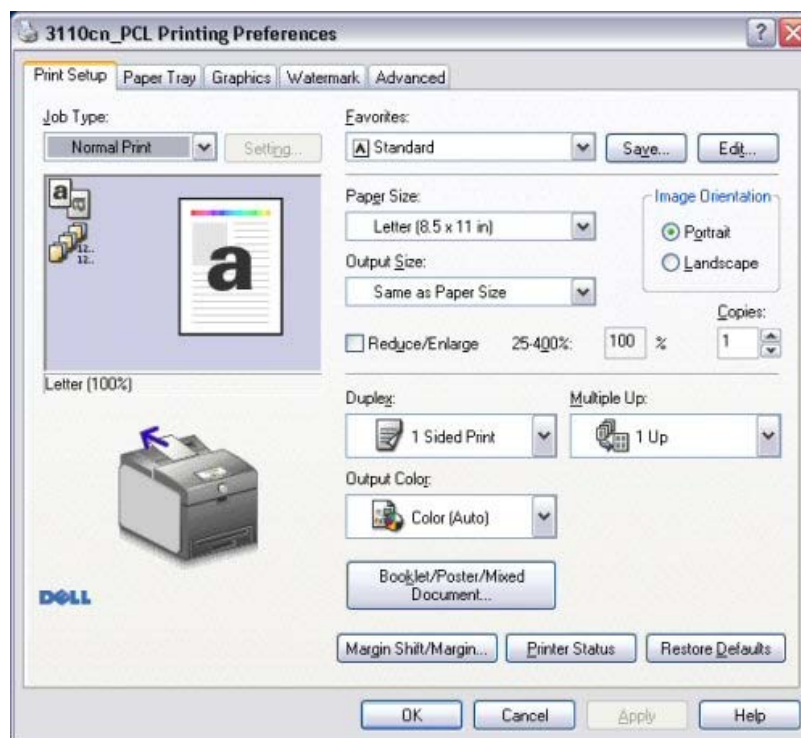 3110cn_PCL Printing Preferences
Print Setup Paper Tray Graphics Watermark Advanced
Job Type:
Normal Print
Setting...
a
12..
12..
a
Letter (100%)
DELL
Favorites:
A Standard
Save... Edit...
Paper Size:
Letter (8.5 x 11 in)
Output Size:
Same as Paper Size
Image Orientation
Portrait
Landscape
Reduce/Enlarge 25-400%: 100 %
Copies:
1
Duplex:
1 Sided Print
Multiple Up:
1 Up
Output Color:
Color (Auto)
Booklet/Poster/Mixed
Document...
Margin Shift/Margin... Printer Status Restore Defaults
OK Cancel Apply Help